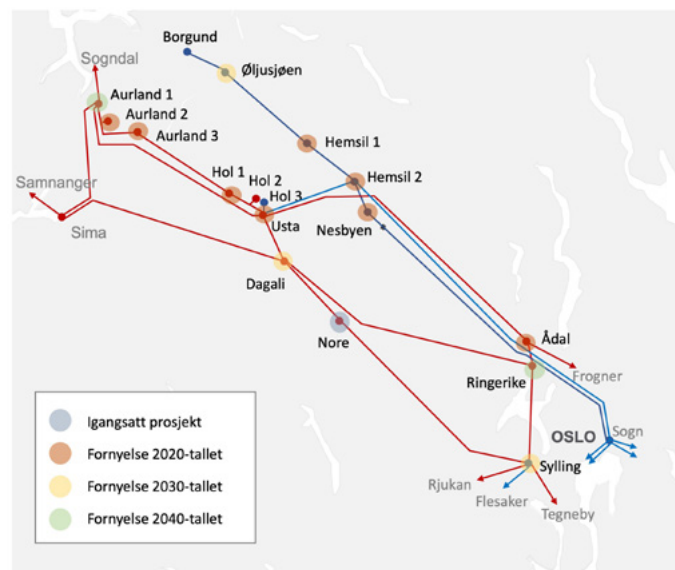 Borgund
Sogndal
Øljusjøen
Aurland 1
Aurland 2
Aurland 3
Hemsil 1
Hol 1
Hol 2
Hemsil 2
Samnanger
Hol 3
Usta
Nesbyen
Sima
Dagali
Nore
Ådal
Ringerike
Frogner
Igangsatt prosjekt
Fornyelse 2020-tallet
Fornyelse 2030-tallet
Fornyelse 2040-tallet
OSLO
Sogn
Sylling
Rjukan
Flesaker
Tegneby